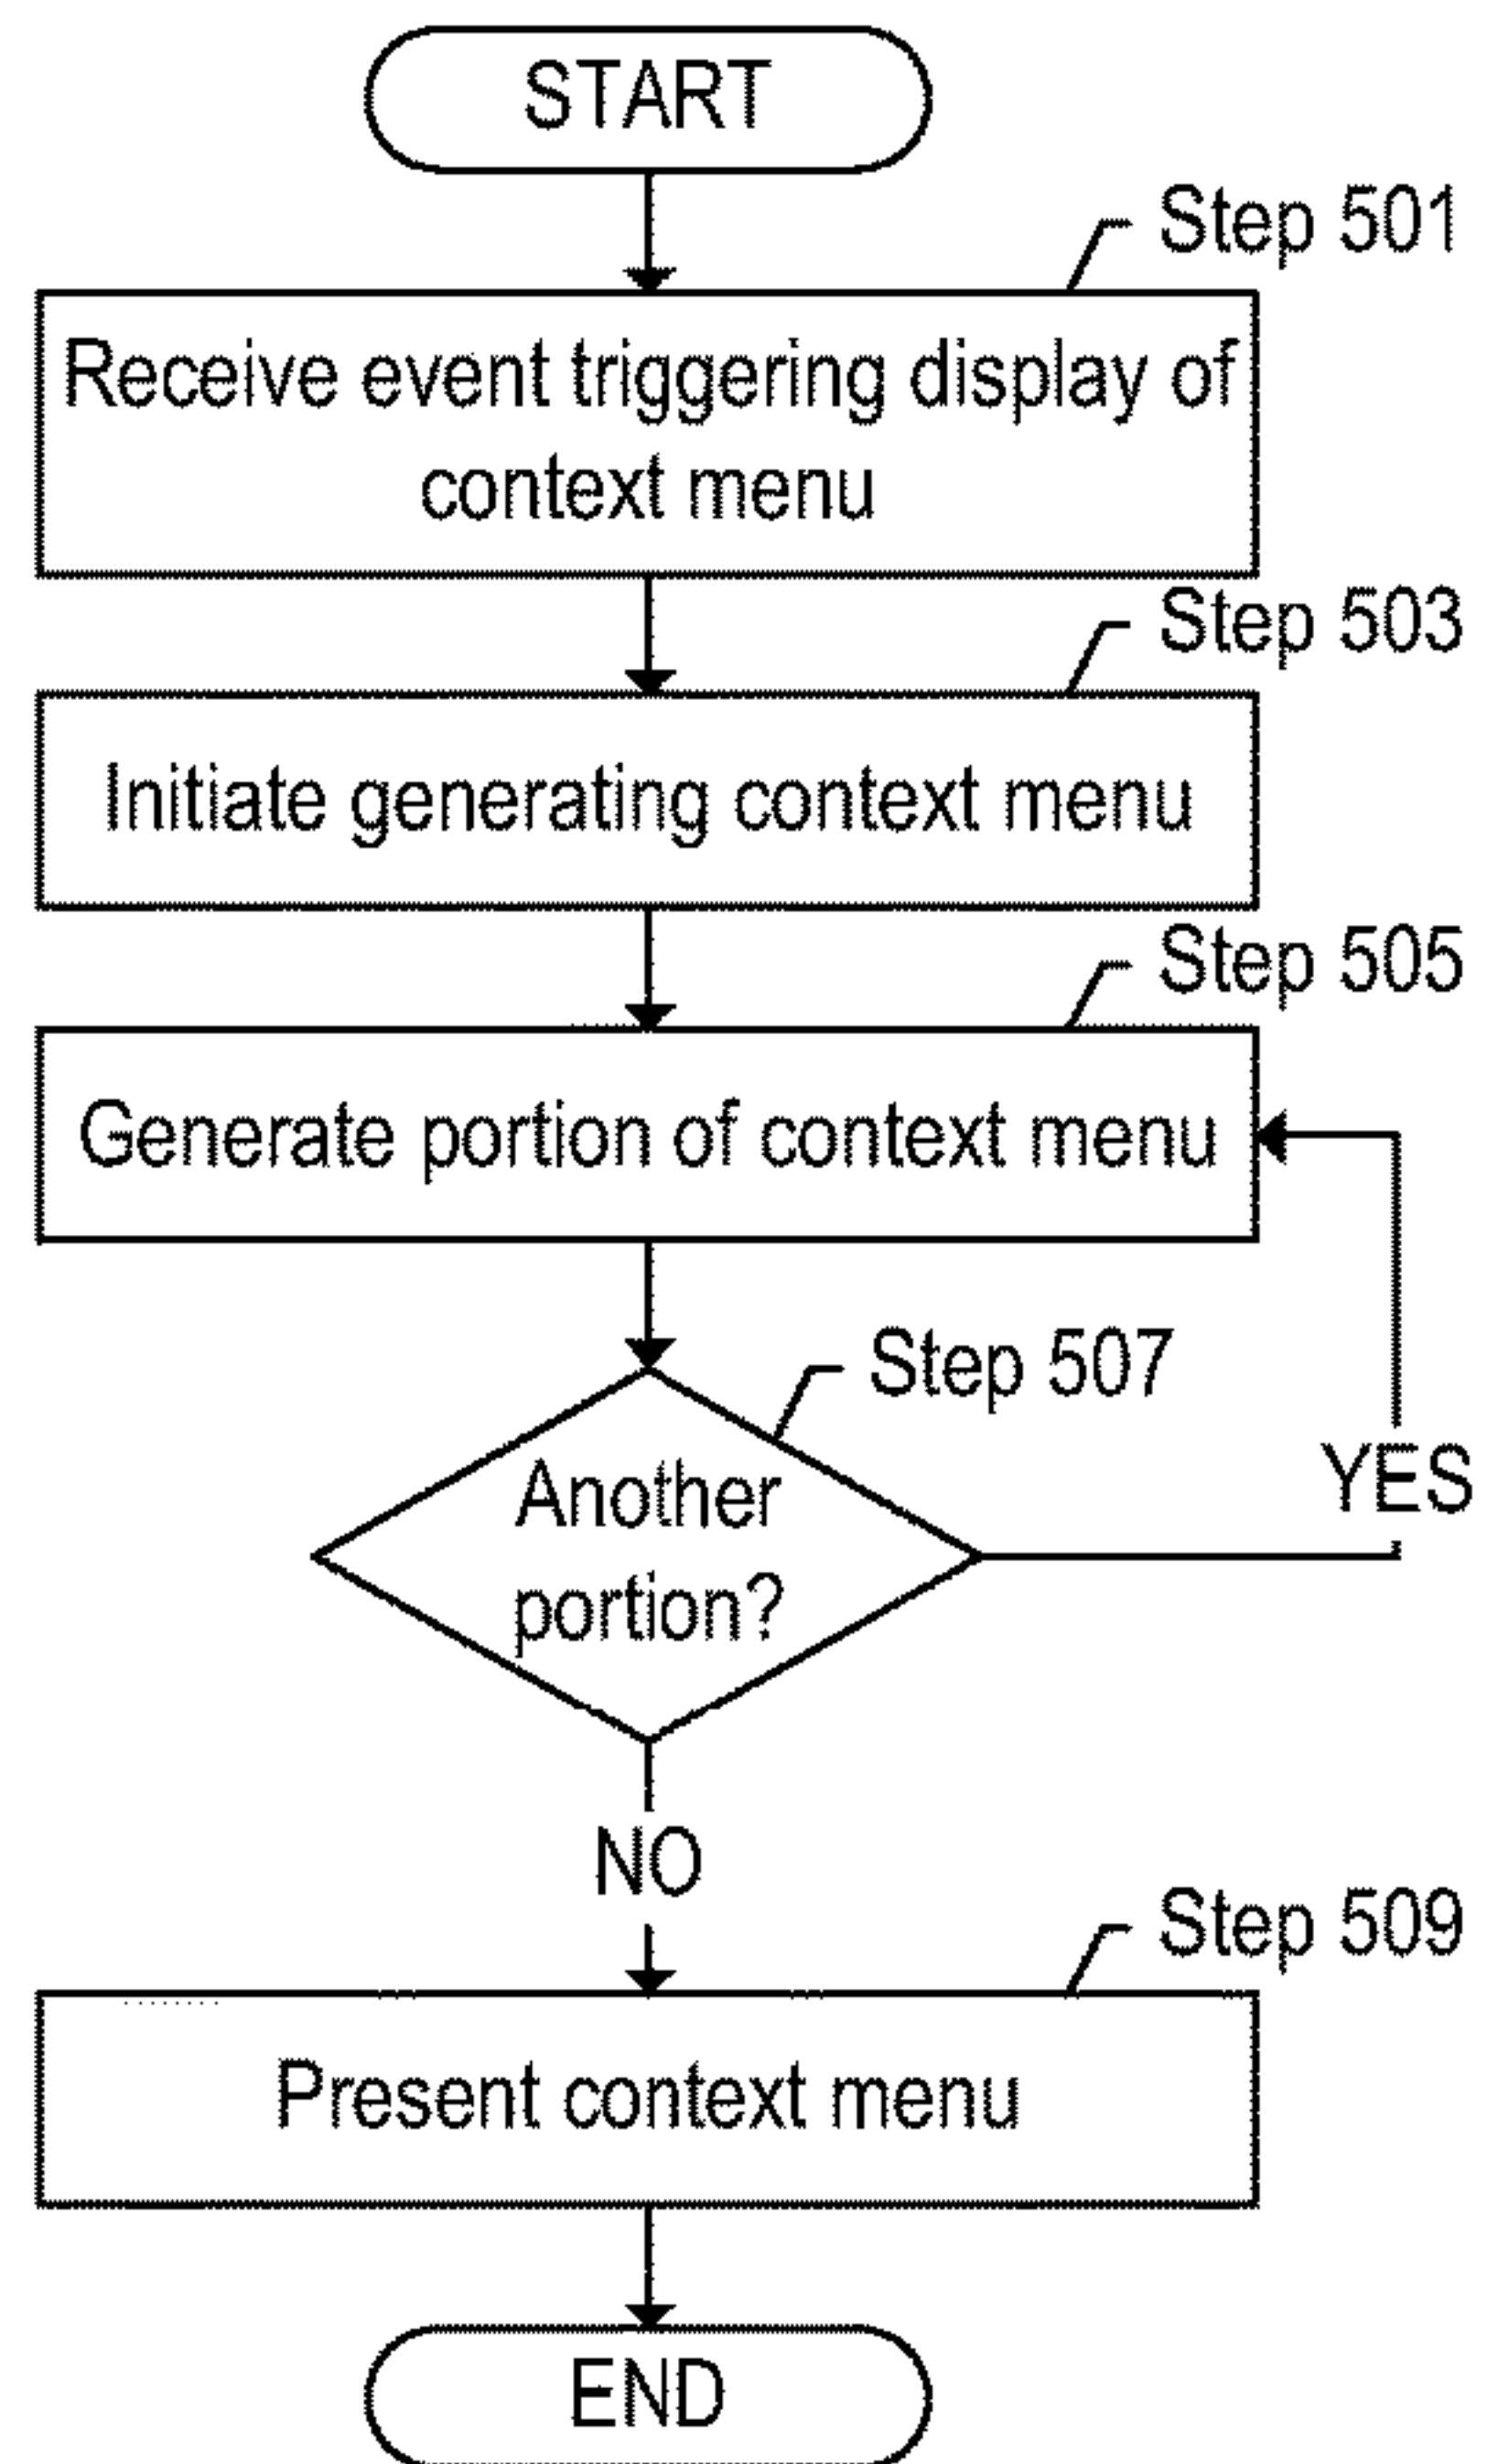 START
Step 501
Receive event triggering display of
context menu
Step 503
Initiate generating context menu
Step 505
Generate portion of context menu
Step 507
Another
portion?
YES
NO
Step 509
Present context menu
END